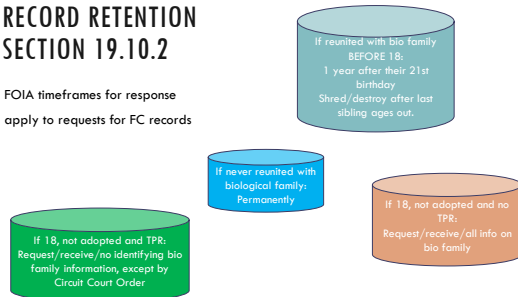 RECORD RETENTION
SECTION 19.10.2
FOIA timeframes for response
apply to requests for FC records
If reunited with bio family
BEFORE 18:
1 year after their 21st
birthday
Shred/destroy after last
sibling ages out.
If never reunited with
biological family:
Permanently
If 18, not adopted and no
TPR:
Request/receive/all info on
bio family
If 18, not adopted and TPR:
Request/receive/no identifying bio
family information, except by
Circuit Court Order